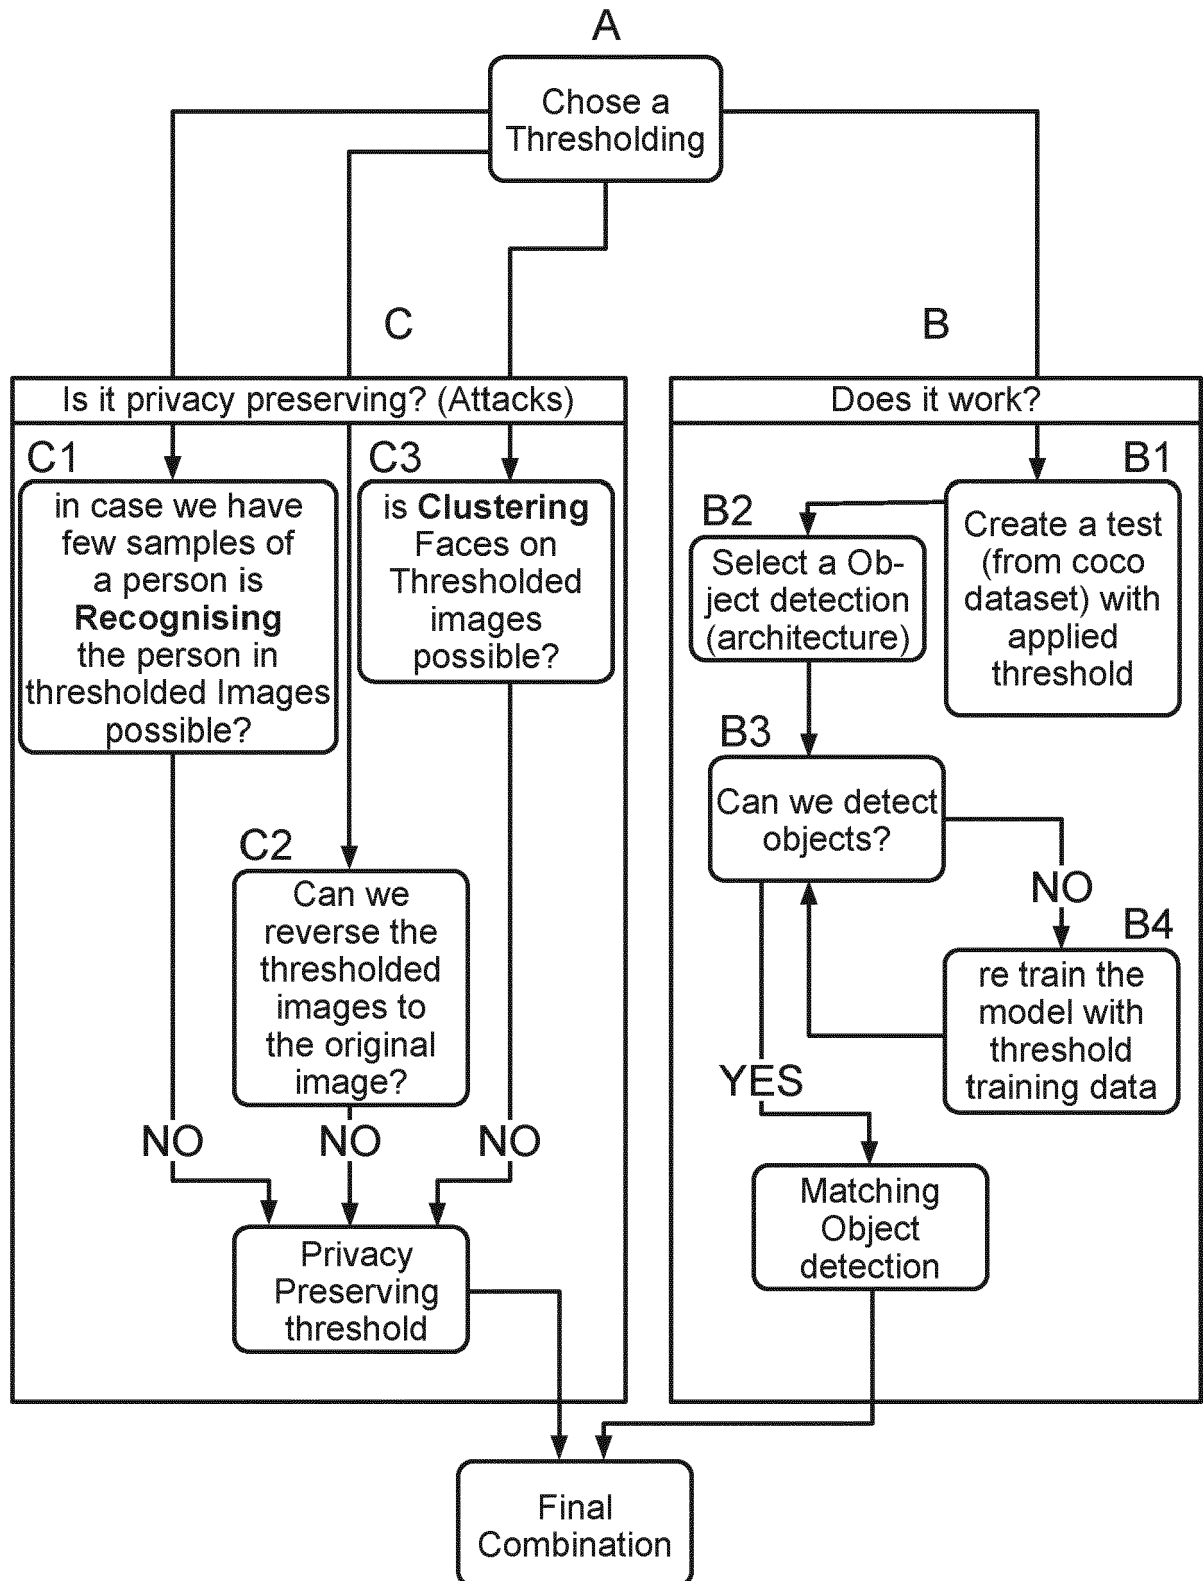 A
Chose a
Thresholding
C
B
Is it privacy preserving? (Attacks)
Does it work?
C1
in case we have
few samples of
a person is
Recognising
the person in
thresholded Images
possible?
C3
is Clustering
Faces on
Thresholded
images
possible?
B1
Create a test
(from coco
dataset) with
applied
threshold
B2
Select a Ob-
ject detection
(architecture)
B3
Can we detect
objects?
NO
B4
re train the
model with
threshold
training data
C2
Can we
reverse the
thresholded
images to
the original
image?
YES
NO
NO
NO
Matching
Object
detection
Privacy
Preserving
threshold
Final
Combination